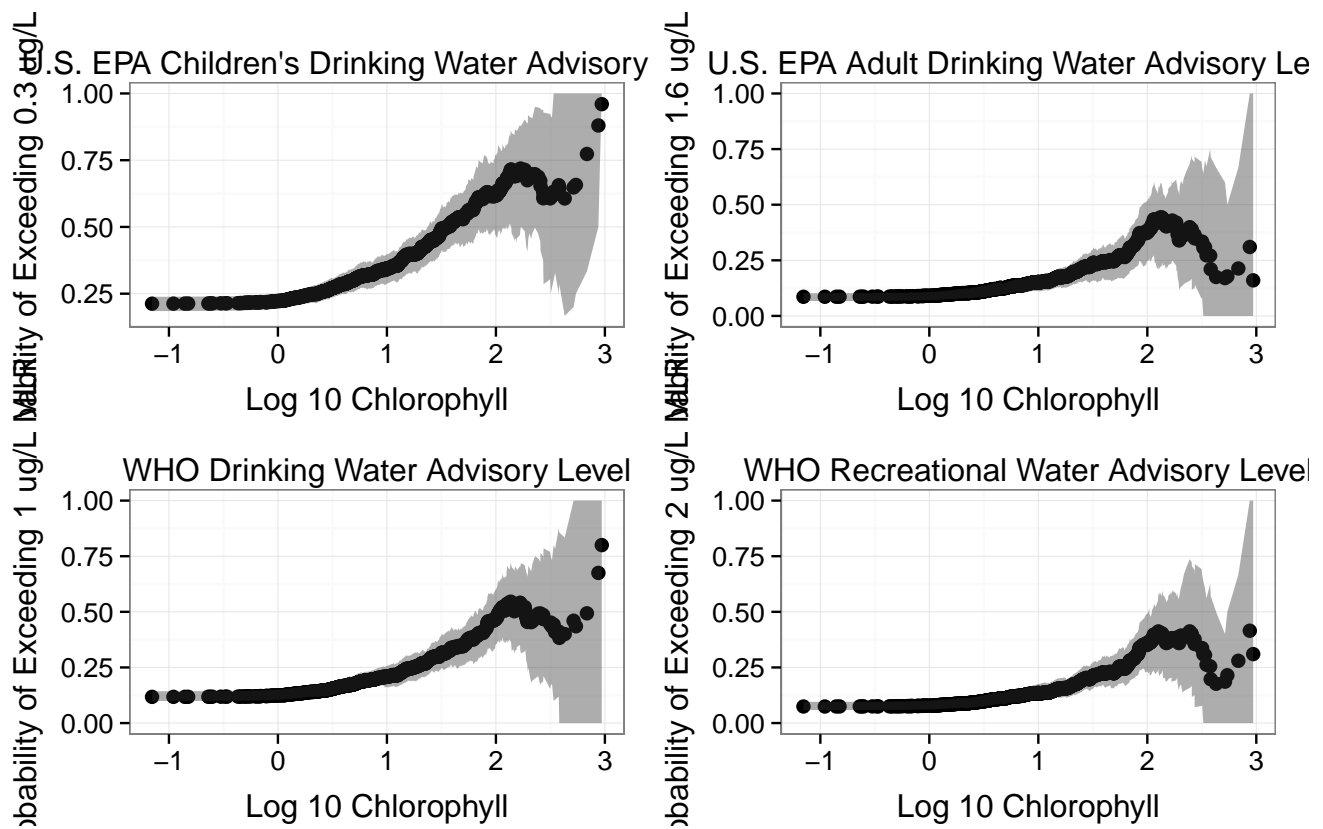 U.S. EPA Children's Drinking Water Advisory
of Exceeding 0.3 ug/L
1.00
0.75
0.50
0.25
−1 0 1 2 3
Log 10 Chlorophyll
U.S. EPA Adult Drinking Water Advisory Le
of Exceeding 1.6 ug/L
1.00
0.75
0.50
0.25
0.00
−1 0 1 2 3
Log 10 Chlorophyll
WHO Drinking Water Advisory Level
obability of Exceeding 1 ug/L
1.00
0.75
0.50
0.25
0.00
−1 0 1 2 3
Log 10 Chlorophyll
WHO Recreational Water Advisory Level
obability of Exceeding 2 ug/L
1.00
0.75
0.50
0.25
0.00
−1 0 1 2 3
Log 10 Chlorophyll